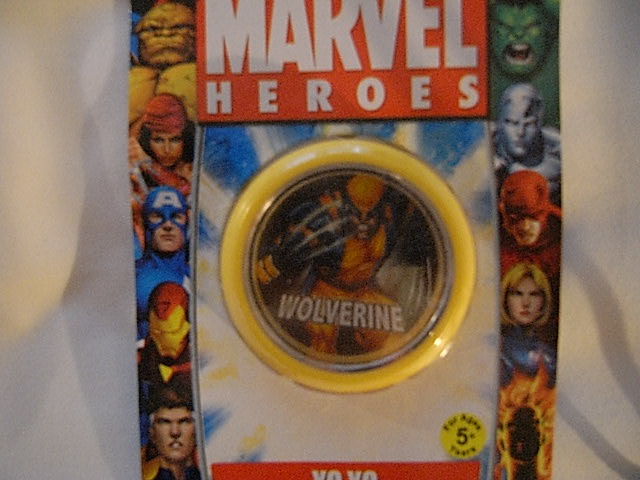 MARVEL
HEROES
A
WOLVERINE
For Ages
5+
Years
YO YO